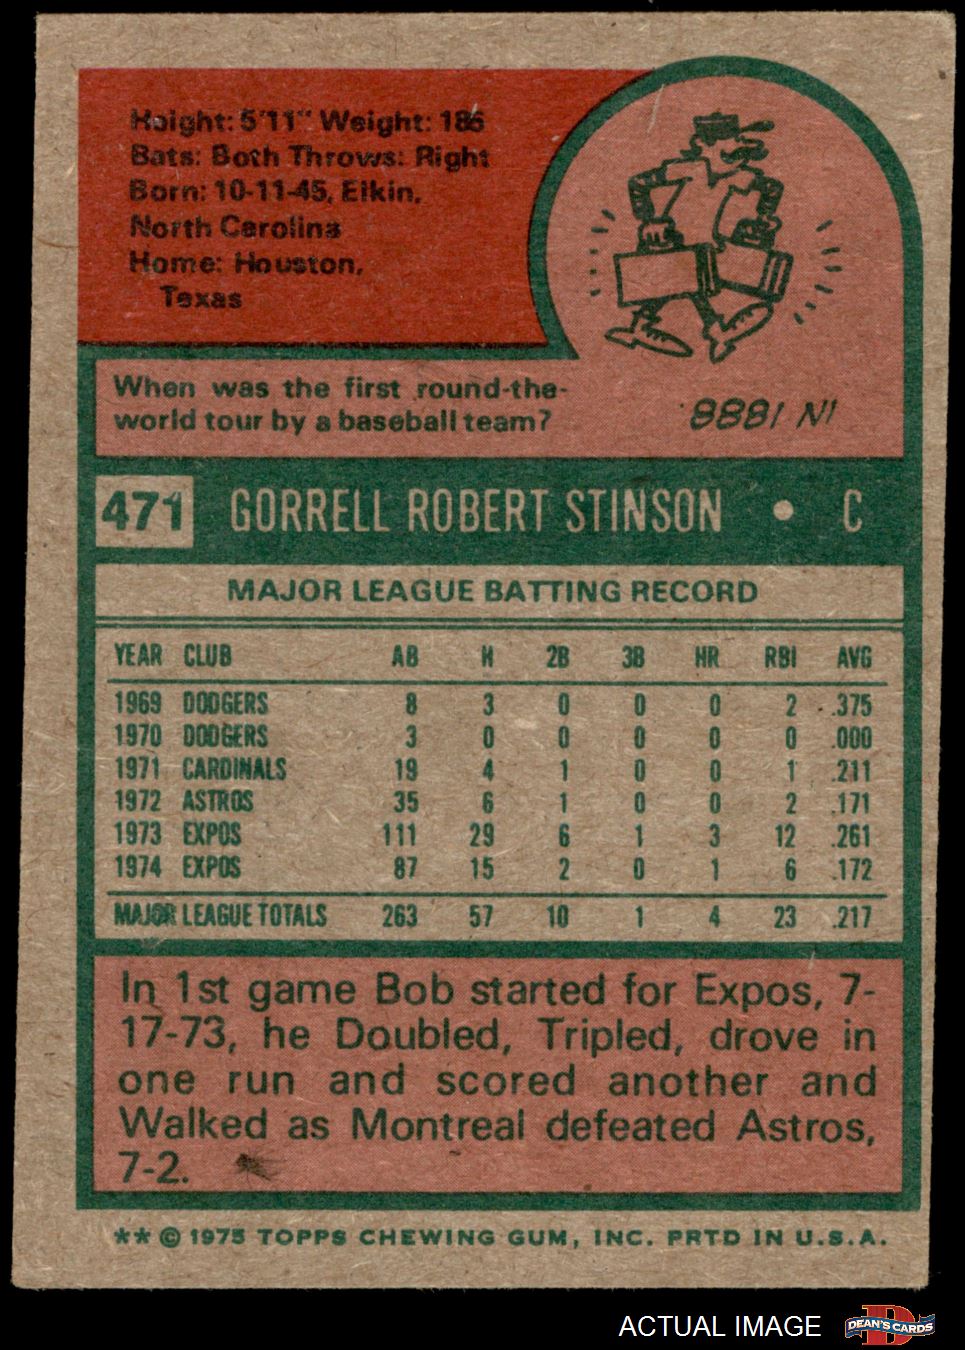 Height: 5'11" Weight: 185
Bats: Both Throws: Right
Born: 10-11-45, Elkin,
North Carolina
Home: Houston,
Texas
When was the first round-the-
world tour by a baseball team?
IN 1888.
471 GORRELL ROBERT STINSON • C
MAJOR LEAGUE BATTING RECORD
YEAR CLUB AB H 2B 3B HR RBI AVG
1969 DODGERS 8 3 0 0 0 2 .375
1970 DODGERS 3 0 0 0 0 0 .000
1971 CARDINALS 19 4 1 0 0 1 .211
1972 ASTROS 35 6 1 0 0 2 .171
1973 EXPOS 111 29 6 1 3 12 .261
1974 EXPOS 87 15 2 0 1 6 .172
MAJOR LEAGUE TOTALS 263 57 10 1 4 23 .217
In 1st game Bob started for Expos, 7-
17-73, he Doubled, Tripled, drove in
one run and scored another and
Walked as Montreal defeated Astros,
7-2.
** © 1975 TOPPS CHEWING GUM, INC. PRTD IN U.S.A.
ACTUAL IMAGE
DEAN'S CARDS